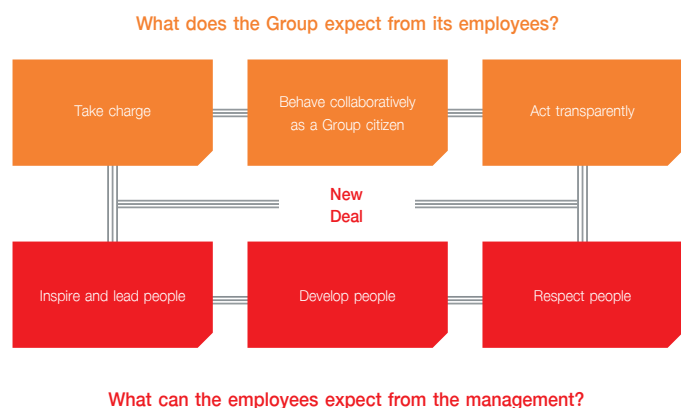 What does the Group expect from its employees?
Take charge
Behave collaboratively
as a Group citizen
Act transparently
New
Deal
Inspire and lead people
Develop people
Respect people
What can the employees expect from the management?